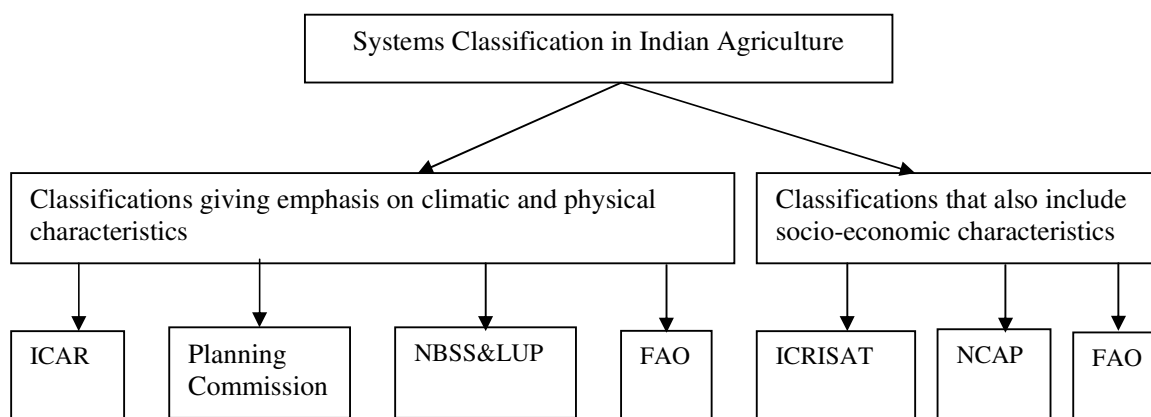 Systems Classification in Indian Agriculture
Classifications giving emphasis on climatic and physical
characteristics
Classifications that also include
socio-economic characteristics
ICAR
Planning
Commission
NBSS&LUP
FAO
ICRISAT
NCAP
FAO